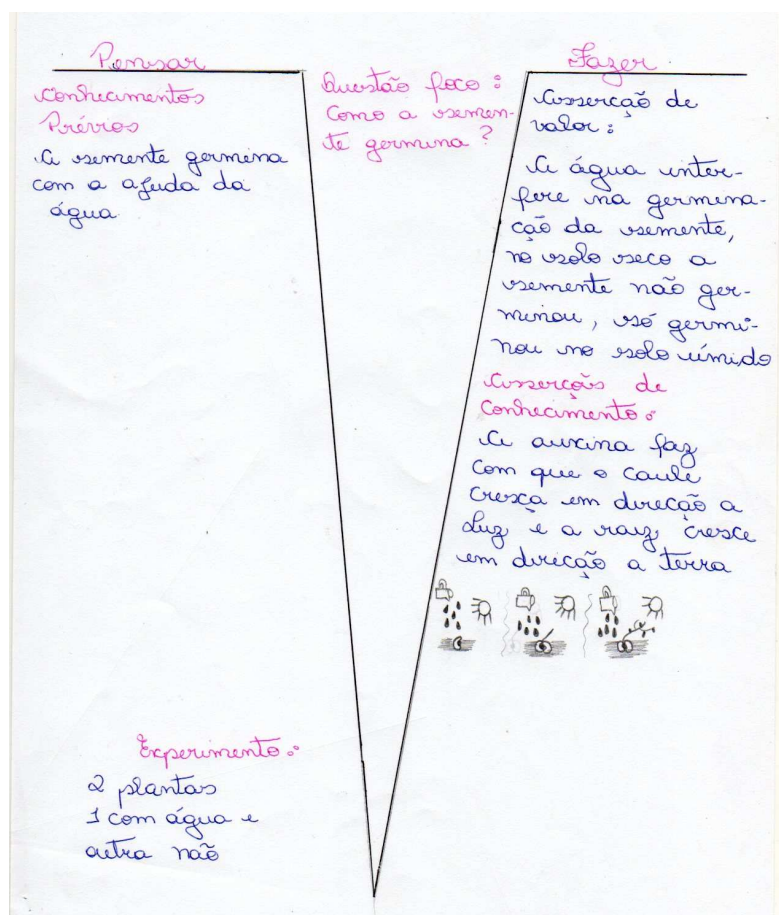 Pensar
Conhecimentos
Prévios
A semente germina
com a ajuda da
água
Questão foco:
Como a semen-
te germina?
Fazer
Asserção de
valor:
A água inter-
fere na germina-
ção da semente,
no solo seco a
semente não ger-
minou, só germi-
nou no solo úmido
Asserções de
Conhecimento:
A auxina faz
com que o caule
cresça em direção a
Luz e a raiz cresce
em direção a terra
Experimento:
2 plantas
1 com água e
outra não